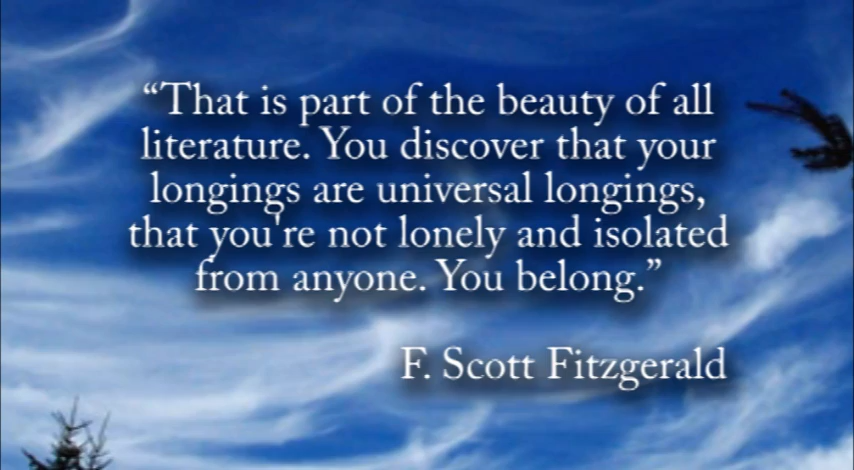 “That is part of the beauty of all
literature. You discover that your
longings are universal longings,
that you're not lonely and isolated
from anyone. You belong.”
F. Scott Fitzgerald